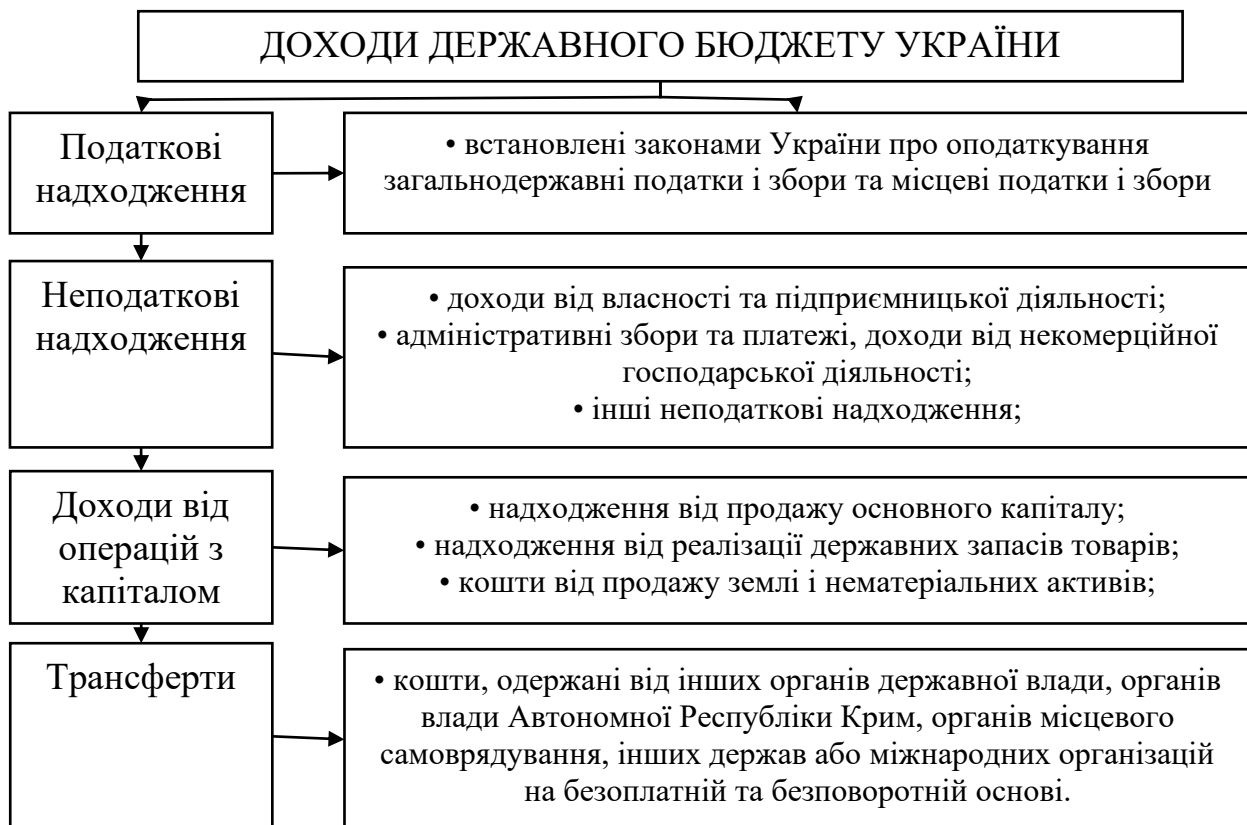 ДОХОДИ ДЕРЖАВНОГО БЮДЖЕТУ УКРАЇНИ
Податкові
надходження
• встановлені законами України про оподаткування
загальнодержавні податки і збори та місцеві податки і збори
Неподаткові
надходження
• доходи від власності та підприємницької діяльності;
• адміністративні збори та платежі, доходи від некомерційної
господарської діяльності;
• інші неподаткові надходження;
Доходи від
операцій з
капіталом
• надходження від продажу основного капіталу;
• надходження від реалізації державних запасів товарів;
• кошти від продажу землі і нематеріальних активів;
Трансферти
• кошти, одержані від інших органів державної влади, органів
влади Автономної Республіки Крим, органів місцевого
самоврядування, інших держав або міжнародних організацій
на безоплатній та безповоротній основі.